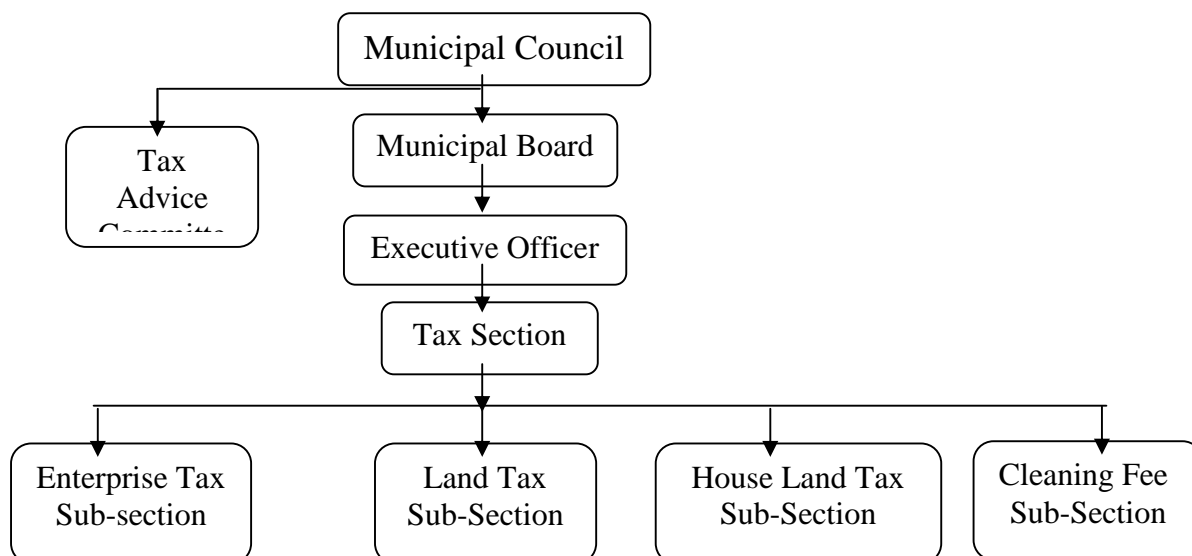 Municipal Council
Municipal Board
Tax
Advice
Committe
Executive Officer
Tax Section
Enterprise Tax
Sub-section
Land Tax
Sub-Section
House Land Tax
Sub-Section
Cleaning Fee
Sub-Section